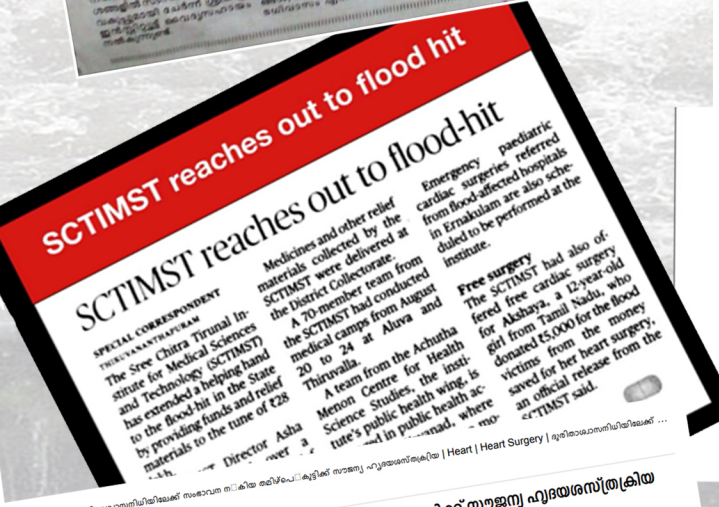 SCTIMST reaches out to flood hit
SCTIMST reaches out to flood-hit
SPECIAL CORRESPONDENT
THIRUVANANTHAPURAM
The Sree Chitra Tirunal In-
stitute for Medical Sciences
and Technology (SCTIMST)
has extended a helping hand
to the flood-hit in the State
by providing funds and relief
materials to the tune of ₹28
Director Asha
over a
Medicines and other relief
materials collected by the
SCTIMST were delivered at
the District Collectorate.
A 70-member team from
the SCTIMST had conducted
medical camps from August
20 to 24 at Aluva and
Thiruvalla.
A team from the Achutha
Menon Centre for Health
Science Studies, the insti-
tute's public health wing, is
in public health ac-
where
mo-
Emergency paediatric
cardiac surgeries referred
from flood-affected hospitals
in Ernakulam are also sche-
duled to be performed at the
institute.
Free surgery
The SCTIMST had also of-
fered free cardiac surgery
for Akshaya, a 12-year-old
girl from Tamil Nadu, who
donated ₹5,000 for the flood
victims from the money
saved for her heart surgery,
an official release from the
SCTIMST said.
സംഭാവന സൗജന്യ ഹൃദയശസ്ത്രക്രിയ | Heart | Heart Surgery | ദുരിതാശ്വാസനിധിയിലേക്ക് ...
സൗജന്യ ഹൃദയശസ്ത്രക്രിയ